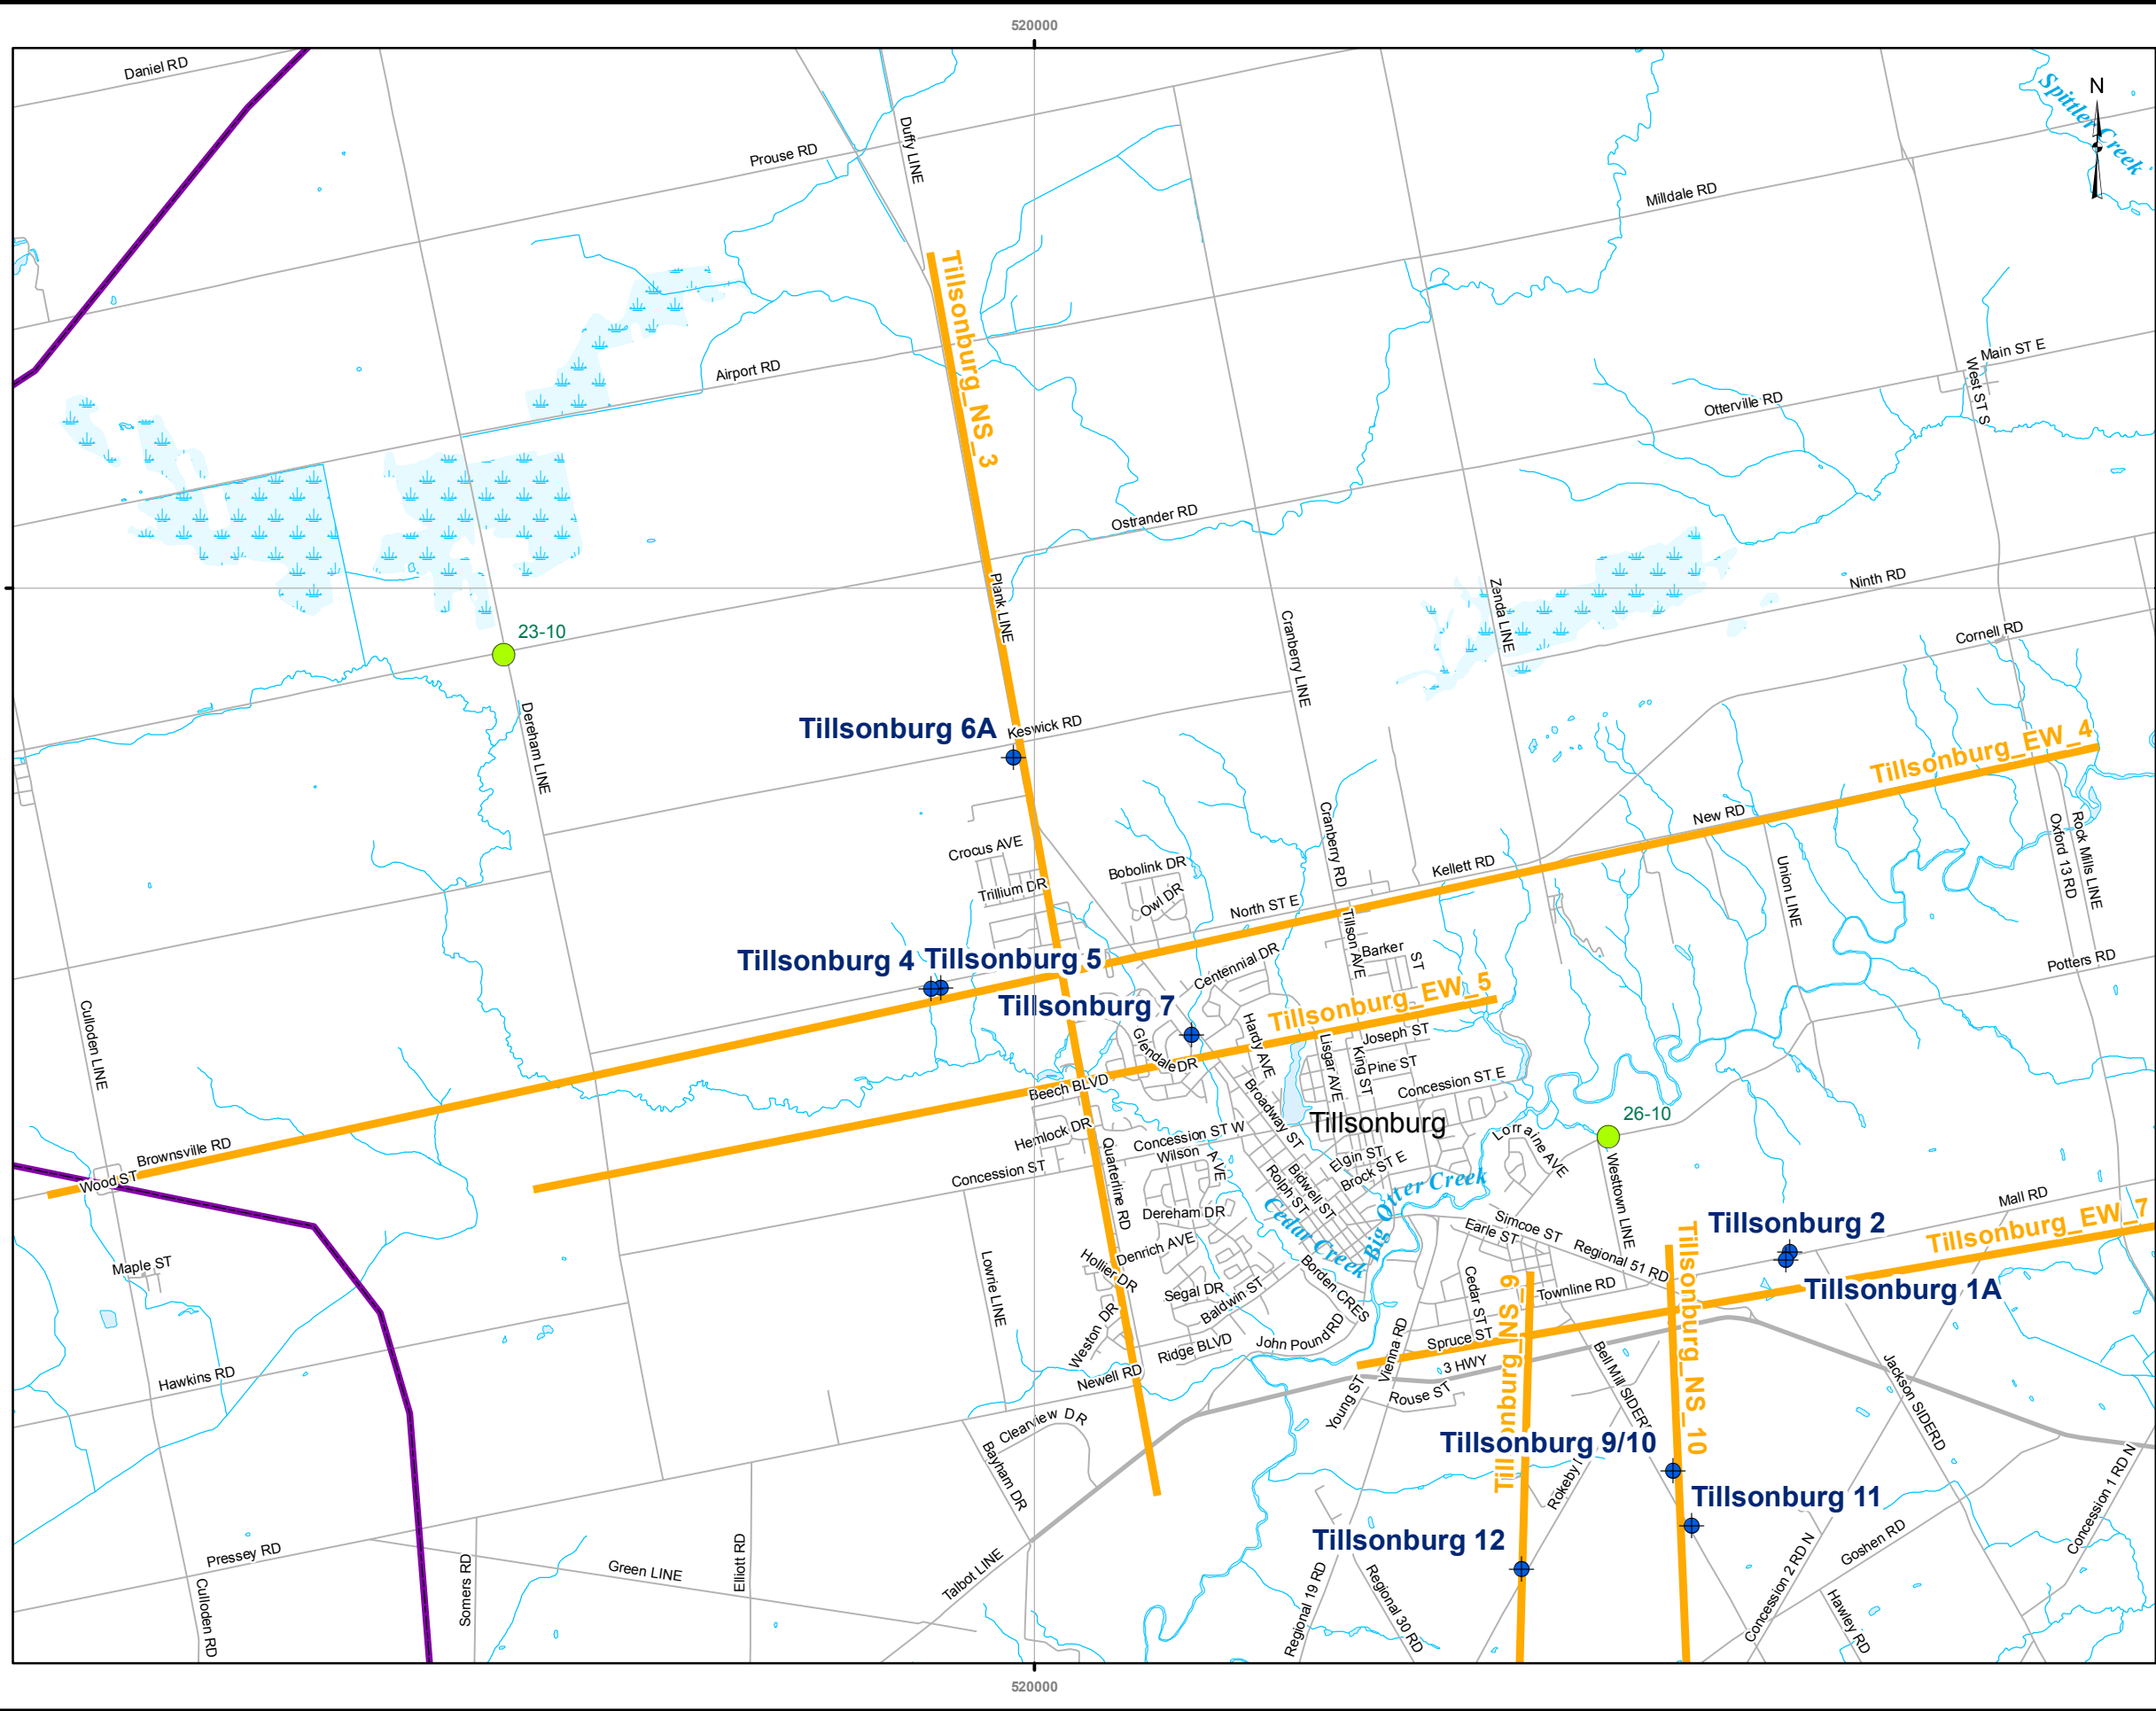 520000
Daniel RD
Duffy LINE
Prouse RD
Spittler Creek
N
Milldale RD
Tillsonburg_NS_3
Airport RD
Main ST E
West ST S
Otterville RD
Ostrander RD
Plank LINE
Zenda LINE
Ninth RD
23-10
Cranberry LINE
Cornell RD
Dereham LINE
Tillsonburg 6A
Keswick RD
Tillsonburg_EW_4
New RD
Crocus AVE
Trillium DR
Bobolink DR
Owl DR
Cranberry RD
Kellett RD
North ST E
Union LINE
Oxford 13 RD
Rock Mills LINE
Tillson AVE
Barker ST
Centennial DR
Potters RD
Tillsonburg 4
Tillsonburg 5
Tillsonburg 7
Tillsonburg_EW_5
Culloden LINE
Glendale DR
Hardy AVE
Lisgar AVE
King ST
Joseph ST
Pine ST
Beech BLVD
Concession ST E
Broadway ST
Tillsonburg
26-10
Hemlock DR
Brownsville RD
Wood ST
Concession ST W
Wilson AVE
Concession ST
Quarterline RD
Lorraine AVE
Elgin ST
Brock ST E
Bidwell ST
Rolph ST
Westtown LINE
Big Otter Creek
Cedar Creek
Dereham DR
Denrich AVE
Hollier DR
Mall RD
Tillsonburg 2
Tillsonburg_EW_7
Simcoe ST
Earle ST
Regional 51 RD
Tillsonburg_NS_10
Maple ST
Lowrie LINE
Segal DR
Baldwin ST
Borden CRES
Cedar ST
Townline RD
Tillsonburg 1A
Weston DR
Ridge BLVD
John Pound RD
Vienna RD
Spruce ST
3 HWY
Tillsonburg_NS_9
Bell Mill SIDERD
Hawkins RD
Newell RD
Young ST
Rouse ST
Jackson SIDERD
Clearview DR
Bayham DR
Tillsonburg 9/10
Rokeby
Concession 1 RD N
Tillsonburg 11
Tillsonburg 12
Pressey RD
Green LINE
Elliott RD
Somers RD
Culloden RD
Talbot LINE
Regional 19 RD
Regional 30 RD
Goshen RD
Concession 2 RD N
Hawley RD
520000